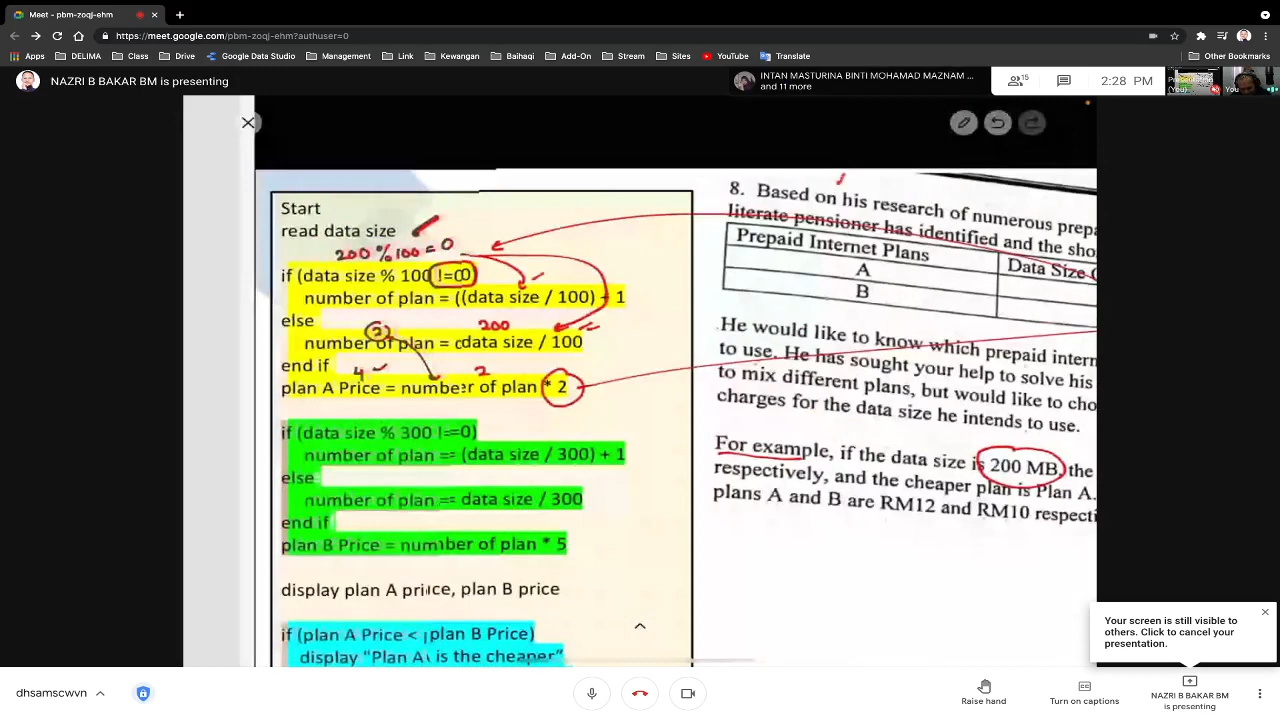 Meet - pbm-zoqj-ehm
https://meet.google.com/pbm-zoqj-ehm?authuser=0
Apps DELIMA Class Drive Google Data Studio Management Link Kewangan Baihaqi Add-On Stream Sites YouTube Translate Other Bookmarks
NAZRI B BAKAR BM is presenting
INTAN MASTURINA BINTI MOHAMAD MAZNAM ...
and 11 more
15
2:28 PM
(You)
You
Start
read data size
200 % 100 = 0
if (data size % 100 !=0)
number of plan = ((data size / 100) + 1
else
2 200
number of plan = data size / 100
end if
4 2
plan A Price = number of plan * 2
if (data size % 300 !=0)
number of plan = (data size / 300) + 1
else
number of plan = data size / 300
end if
plan B Price = number of plan * 5
display plan A price, plan B price
if (plan A Price < plan B Price)
display "Plan A is the cheaper"
8. Based on his research of numerous prepa
literate pensioner has identified and the sho
Prepaid Internet Plans Data Size
A
B
He would like to know which prepaid intern
to use. He has sought your help to solve his
to mix different plans, but would like to cho
charges for the data size he intends to use.
For example, if the data size is 200 MB, the
respectively, and the cheaper plan is Plan A.
plans A and B are RM12 and RM10 respecti
Your screen is still visible to
others. Click to cancel your
presentation.
dhsamscwvn
Raise hand
Turn on captions
NAZRI B BAKAR BM
is presenting